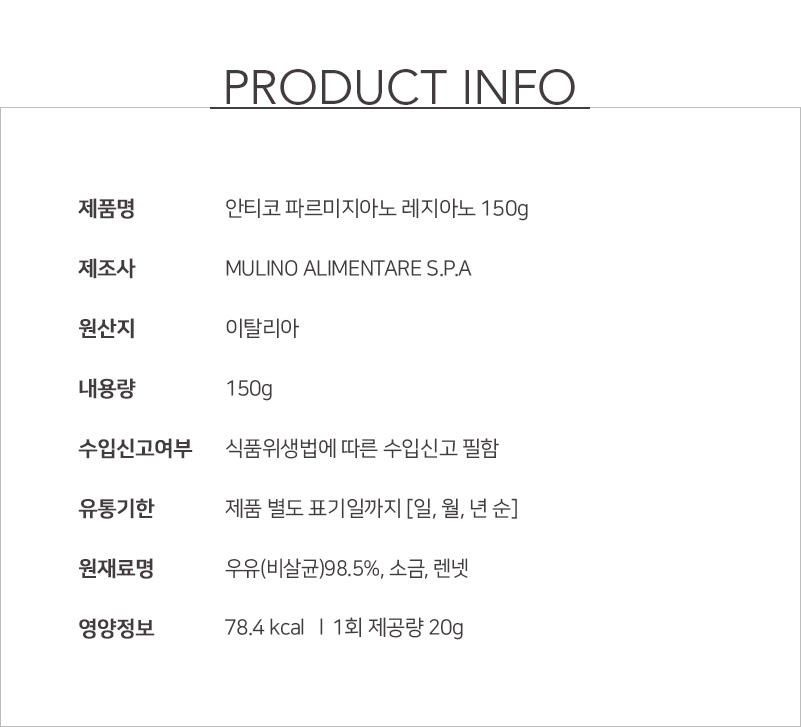 PRODUCT INFO
제품명 안티코 파르미지아노 레지아노 150g
제조사 MULINO ALIMENTARE S.P.A
원산지 이탈리아
내용량 150g
수입신고여부 식품위생법에 따른 수입신고 필함
유통기한 제품 별도 표기일까지 [일, 월, 년 순]
원재료명 우유(비살균)98.5%, 소금, 렌넷
영양정보 78.4 kcal ㅣ 1회 제공량 20g